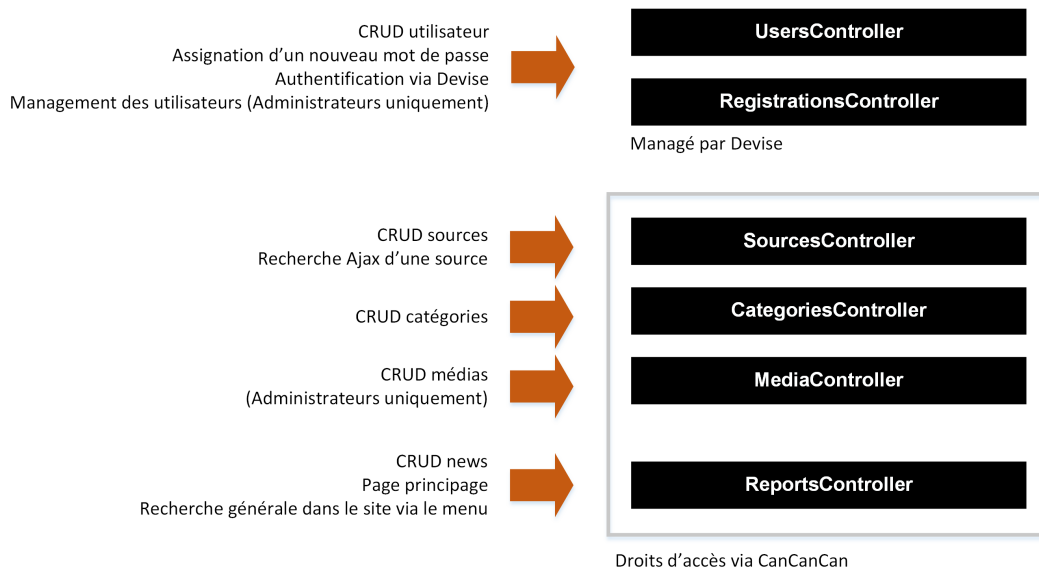 CRUD utilisateur
Assignation d'un nouveau mot de passe
Authentification via Devise
Management des utilisateurs (Administrateurs uniquement)
UsersController
RegistrationsController
Managé par Devise
CRUD sources
Recherche Ajax d'une source
SourcesController
CRUD catégories
CategoriesController
CRUD médias
(Administrateurs uniquement)
MediaController
CRUD news
Page principage
Recherche générale dans le site via le menu
ReportsController
Droits d'accès via CanCanCan